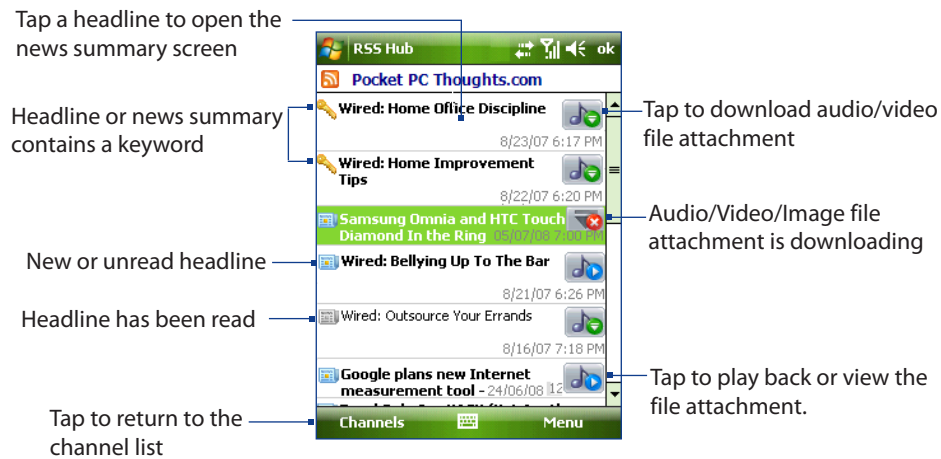 Tap a headline to open the
news summary screen
Headline or news summary
contains a keyword
New or unread headline
Headline has been read
Tap to return to the
channel list
RSS Hub ok
Pocket PC Thoughts.com
Wired: Home Office Discipline
8/23/07 6:17 PM
Wired: Home Improvement
Tips
8/22/07 6:20 PM
Samsung Omnia and HTC Touch
Diamond In the Ring 05/07/08 7:00 PM
Wired: Bellying Up To The Bar
8/21/07 6:26 PM
Wired: Outsource Your Errands
8/16/07 7:18 PM
Google plans new Internet
measurement tool - 24/06/08 12
Channels Menu
Tap to download audio/video
file attachment
Audio/Video/Image file
attachment is downloading
Tap to play back or view the
file attachment.